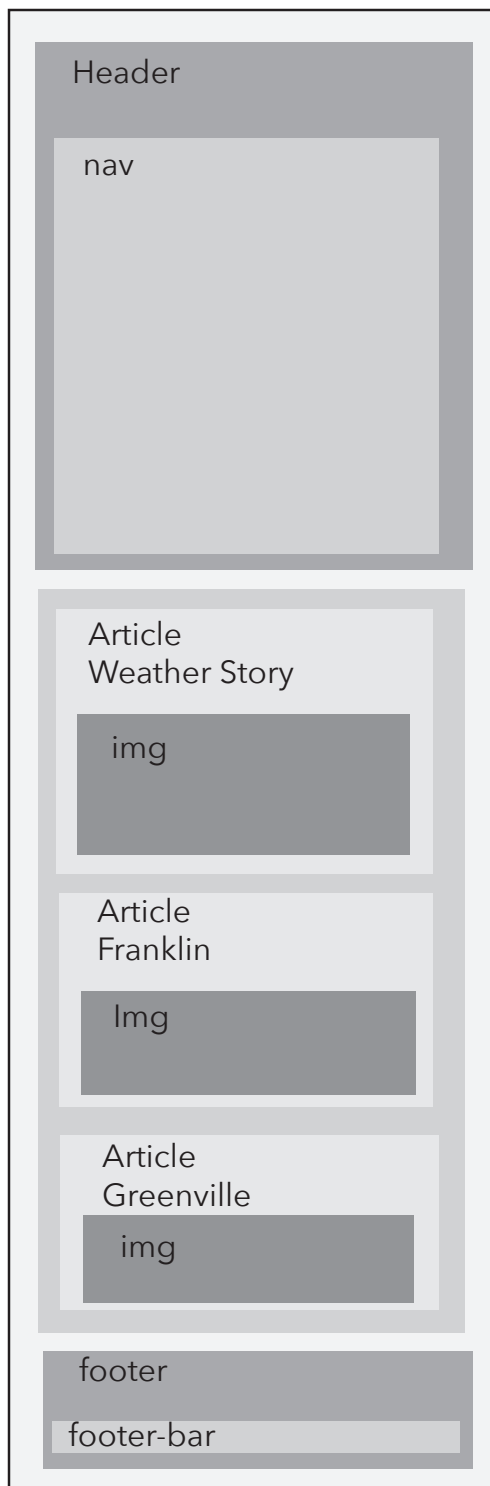 Header
nav
Article
Weather Story
img
Article
Franklin
Img
Article
Greenville
img
footer
footer-bar